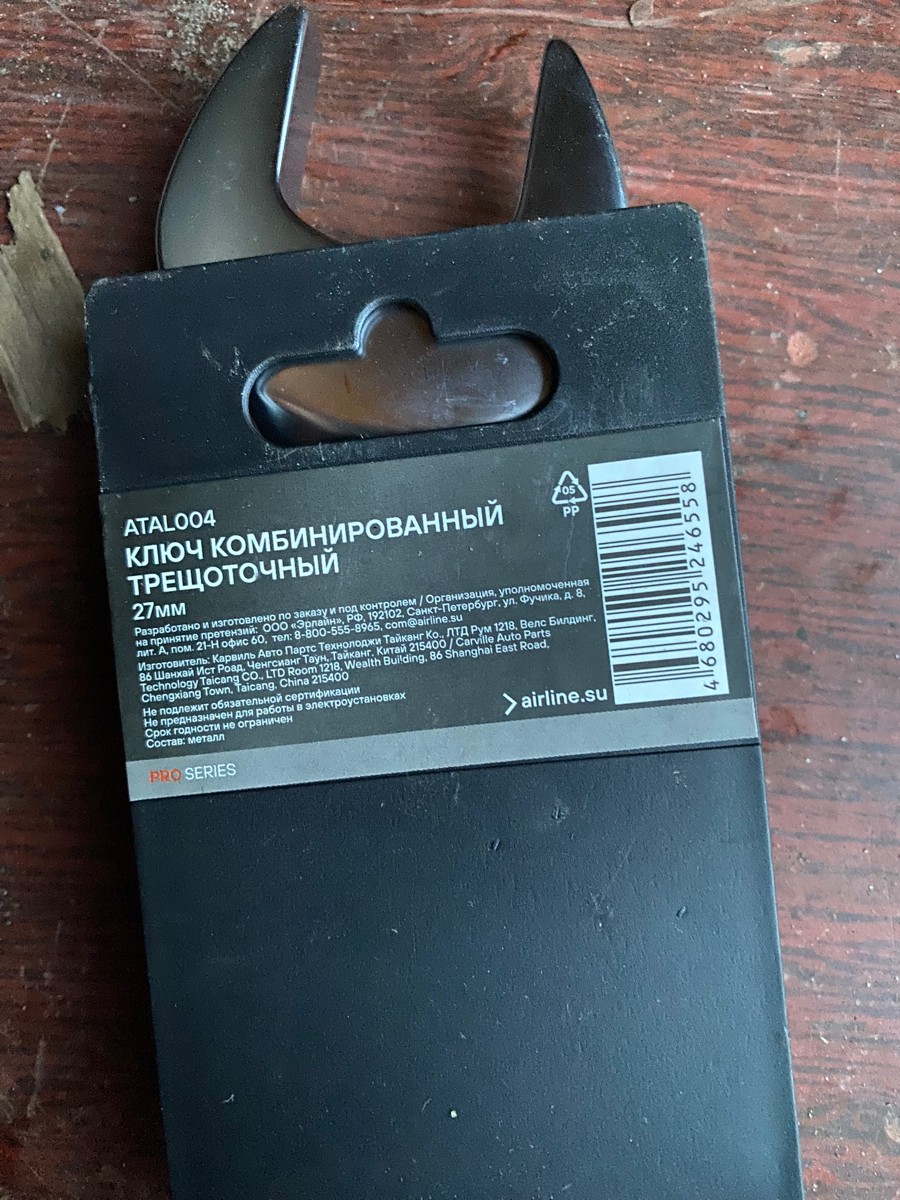 ATAL004
КЛЮЧ КОМБИНИРОВАННЫЙ
ТРЕЩОТОЧНЫЙ
27мм
Разработано и изготовлено по заказу и под контролем / Организация, уполномоченная
на принятие претензий: ООО «Эрлайн», РФ, 192102, Санкт-Петербург, ул. Фучика, д. 8,
лит. А, пом. 21-Н офис 60, тел: 8-800-555-8965, com@airline.su
Изготовитель: Карвиль Авто Партс Технолоджи Тайканг Ко., ЛТД Рум 1218, Велс Билдинг,
86 Шанхай Ист Роад, Ченгсианг Таун, Тайканг, Китай 215400 / Carville Auto Parts
Technology Taicang CO., LTD Room 1218, Wealth Building, 86 Shanghai East Road,
Chengxiang Town, Taicang, China 215400
Не подлежит обязательной сертификации
Не предназначен для работы в электроустановках
Срок годности не ограничен
Состав: металл
airline.su
05
PP
4 680295 246558
PRO SERIES